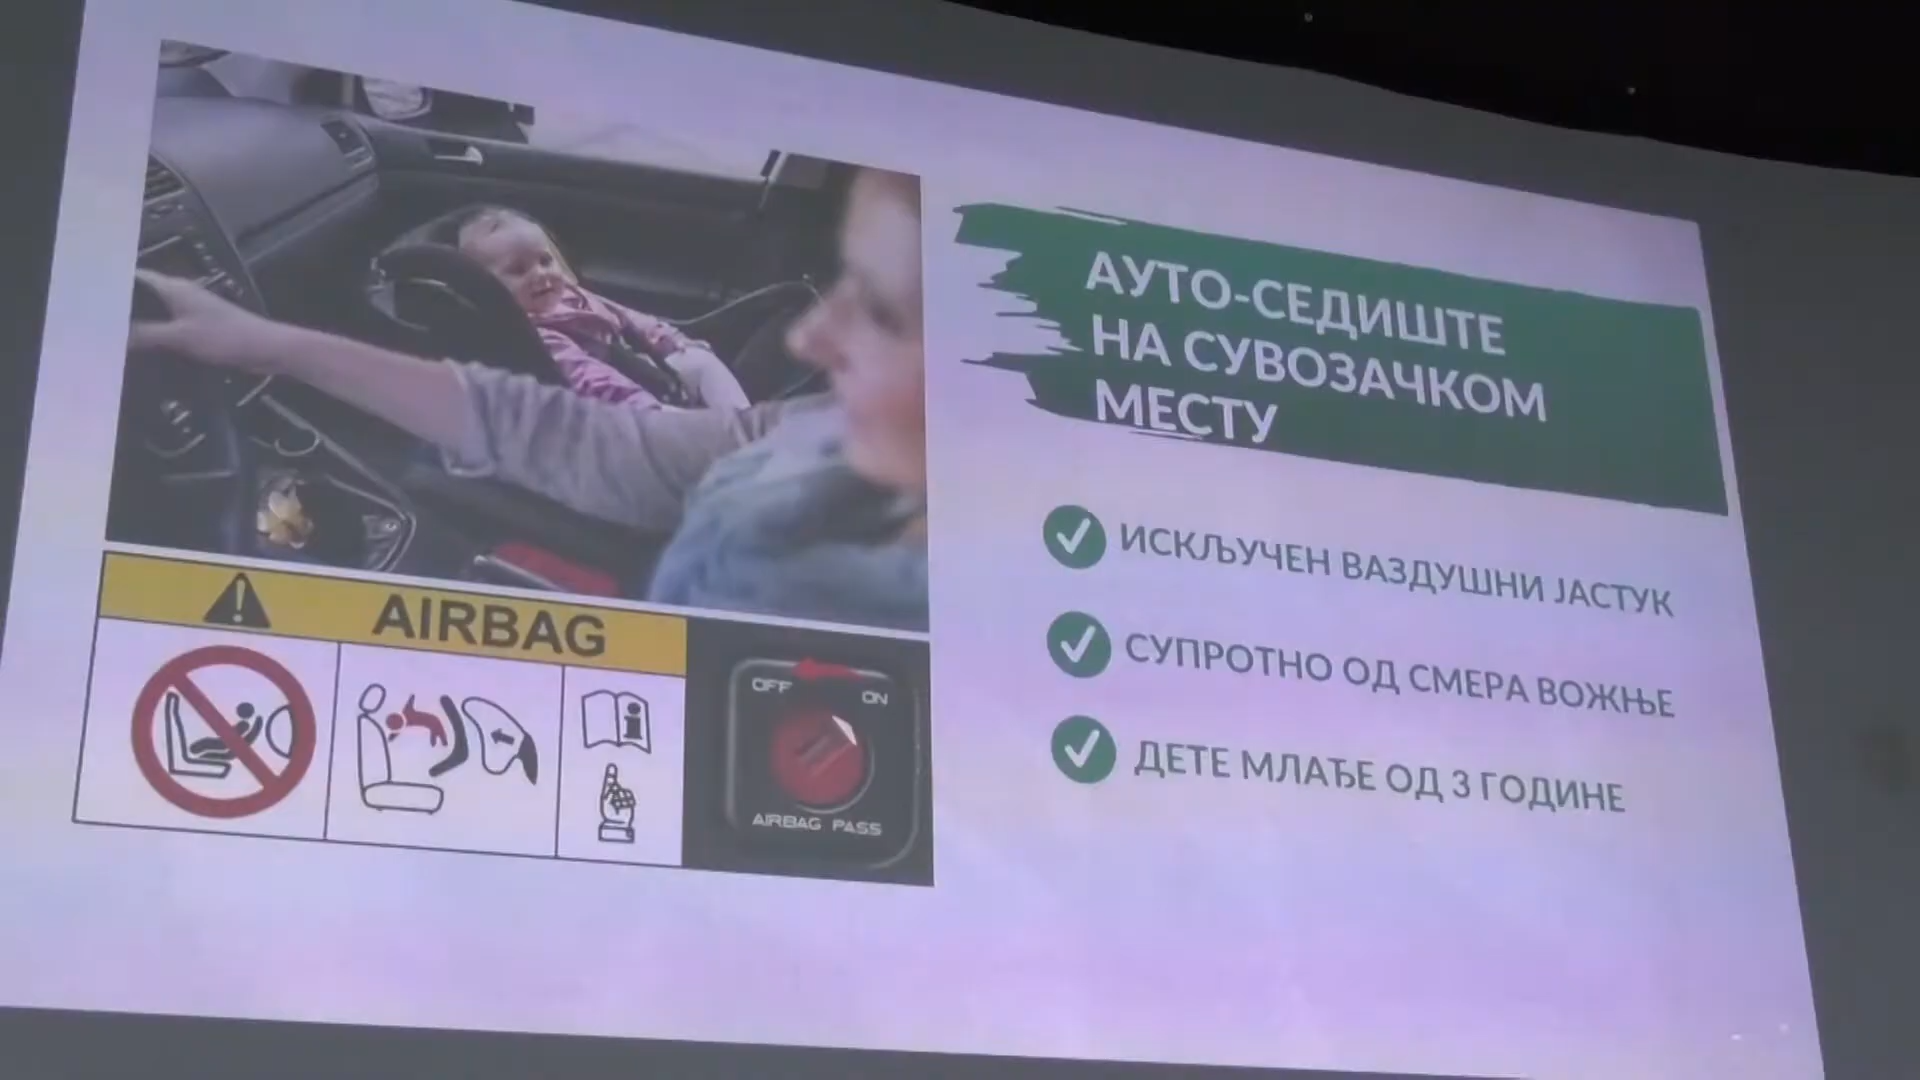 АУТО-СЕДИШТЕ
НА СУВОЗАЧКОМ
МЕСТУ
ИСКЉУЧЕН ВАЗДУШНИ ЈАСТУК
СУПРОТНО ОД СМЕРА ВОЖЊЕ
ДЕТЕ МЛАЂЕ ОД 3 ГОДИНЕ
AIRBAG
OFF
ON
AIRBAG PASS